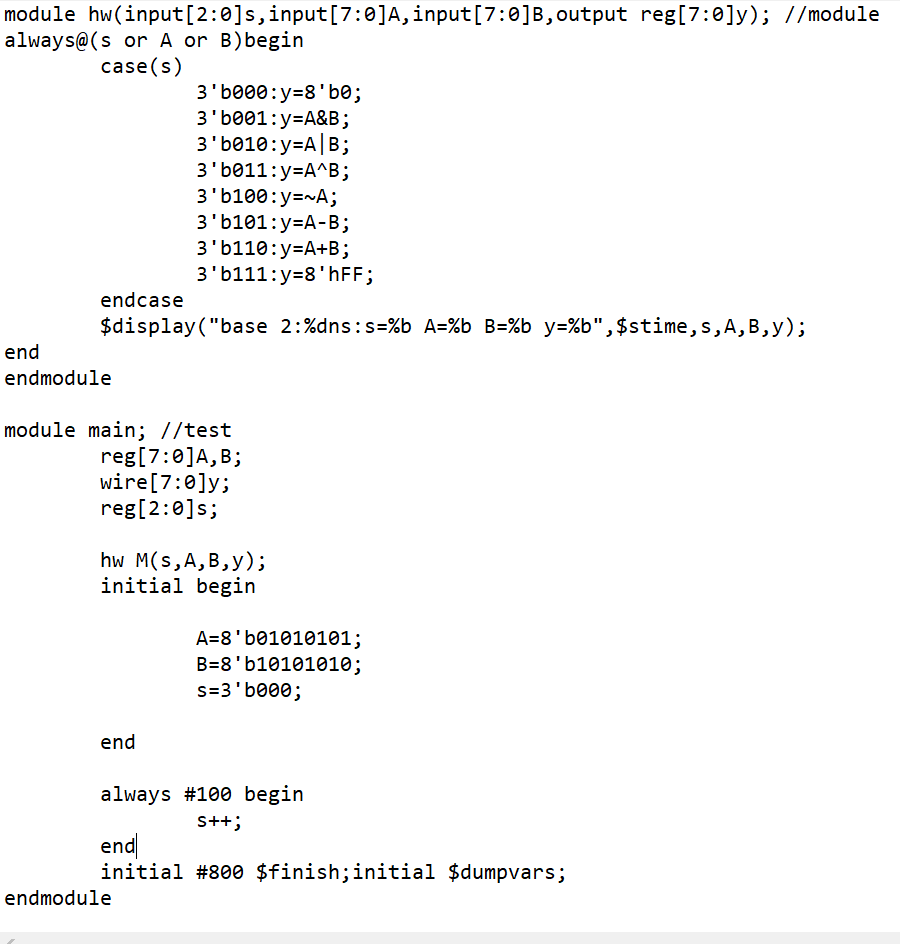 module hw(input[2:0]s,input[7:0]A,input[7:0]B,output reg[7:0]y); //module
always@(s or A or B)begin
        case(s)
                3'b000:y=8'b0;
                3'b001:y=A&B;
                3'b010:y=A|B;
                3'b011:y=A^B;
                3'b100:y=~A;
                3'b101:y=A-B;
                3'b110:y=A+B;
                3'b111:y=8'hFF;
        endcase
        $display("base 2:%dns:s=%b A=%b B=%b y=%b",$stime,s,A,B,y);
end
endmodule

module main; //test
        reg[7:0]A,B;
        wire[7:0]y;
        reg[2:0]s;

        hw M(s,A,B,y);
        initial begin

                A=8'b01010101;
                B=8'b10101010;
                s=3'b000;

        end

        always #100 begin
                s++;
        end
        initial #800 $finish;initial $dumpvars;
endmodule